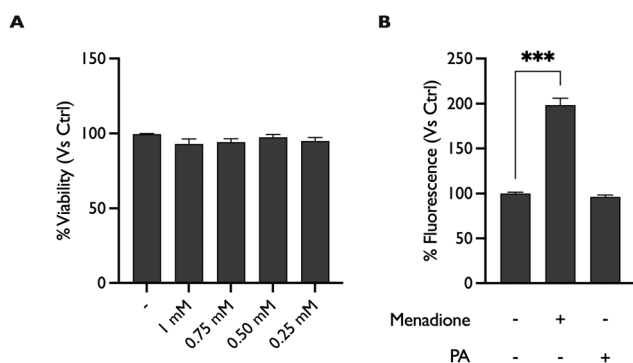 A
% Viability (Vs Ctrl)
150
100
50
0
-
1 mM
0.75 mM
0.50 mM
0.25 mM
B
% Fluorescence (Vs Ctrl)
250
200
150
100
50
0
***
Menadione - + -
PA - - +